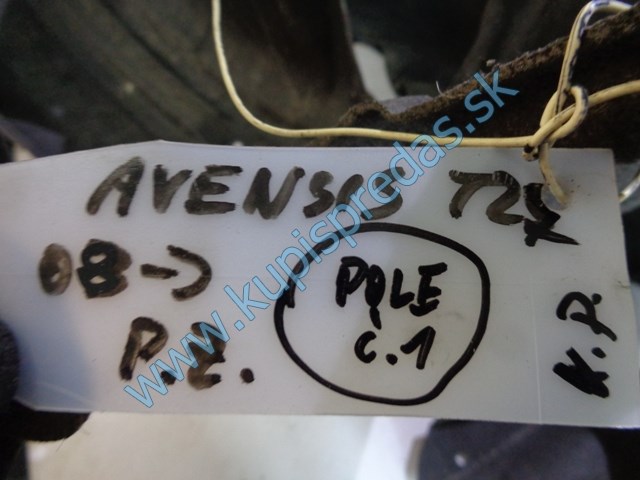 AVENSIS T27
08->
P.Z.
POLE
č.1
K.P.
www.kupispredas.sk